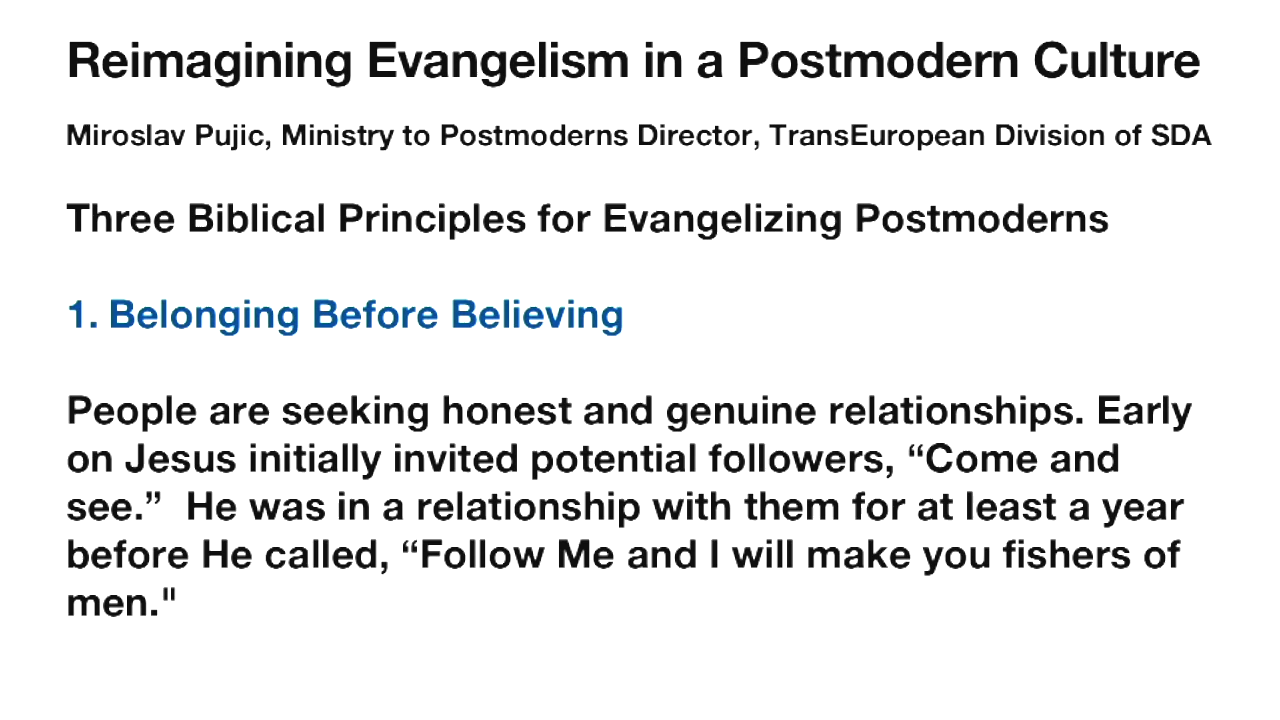 Reimagining Evangelism in a Postmodern Culture
Miroslav Pujic, Ministry to Postmoderns Director, TransEuropean Division of SDA
Three Biblical Principles for Evangelizing Postmoderns
1. Belonging Before Believing
People are seeking honest and genuine relationships. Early
on Jesus initially invited potential followers, “Come and
see.”  He was in a relationship with them for at least a year
before He called, “Follow Me and I will make you fishers of
men."